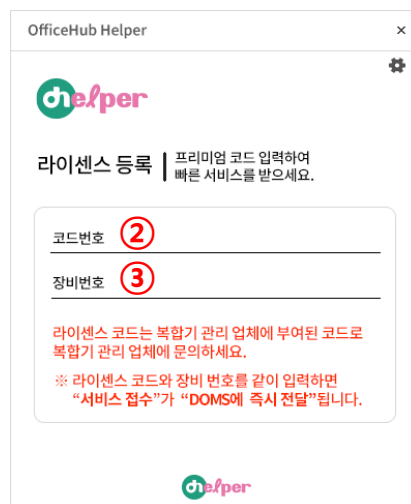 OfficeHub Helper
×
ohelper
라이센스 등록
프리미엄 코드 입력하여
빠른 서비스를 받으세요.
코드번호 ②
장비번호 ③
라이센스 코드는 복합기 관리 업체에 부여된 코드로
복합기 관리 업체에 문의하세요.
※ 라이센스 코드와 장비 번호를 같이 입력하면
“서비스 접수”가 “DOMS에 즉시 전달”됩니다.
ohelper